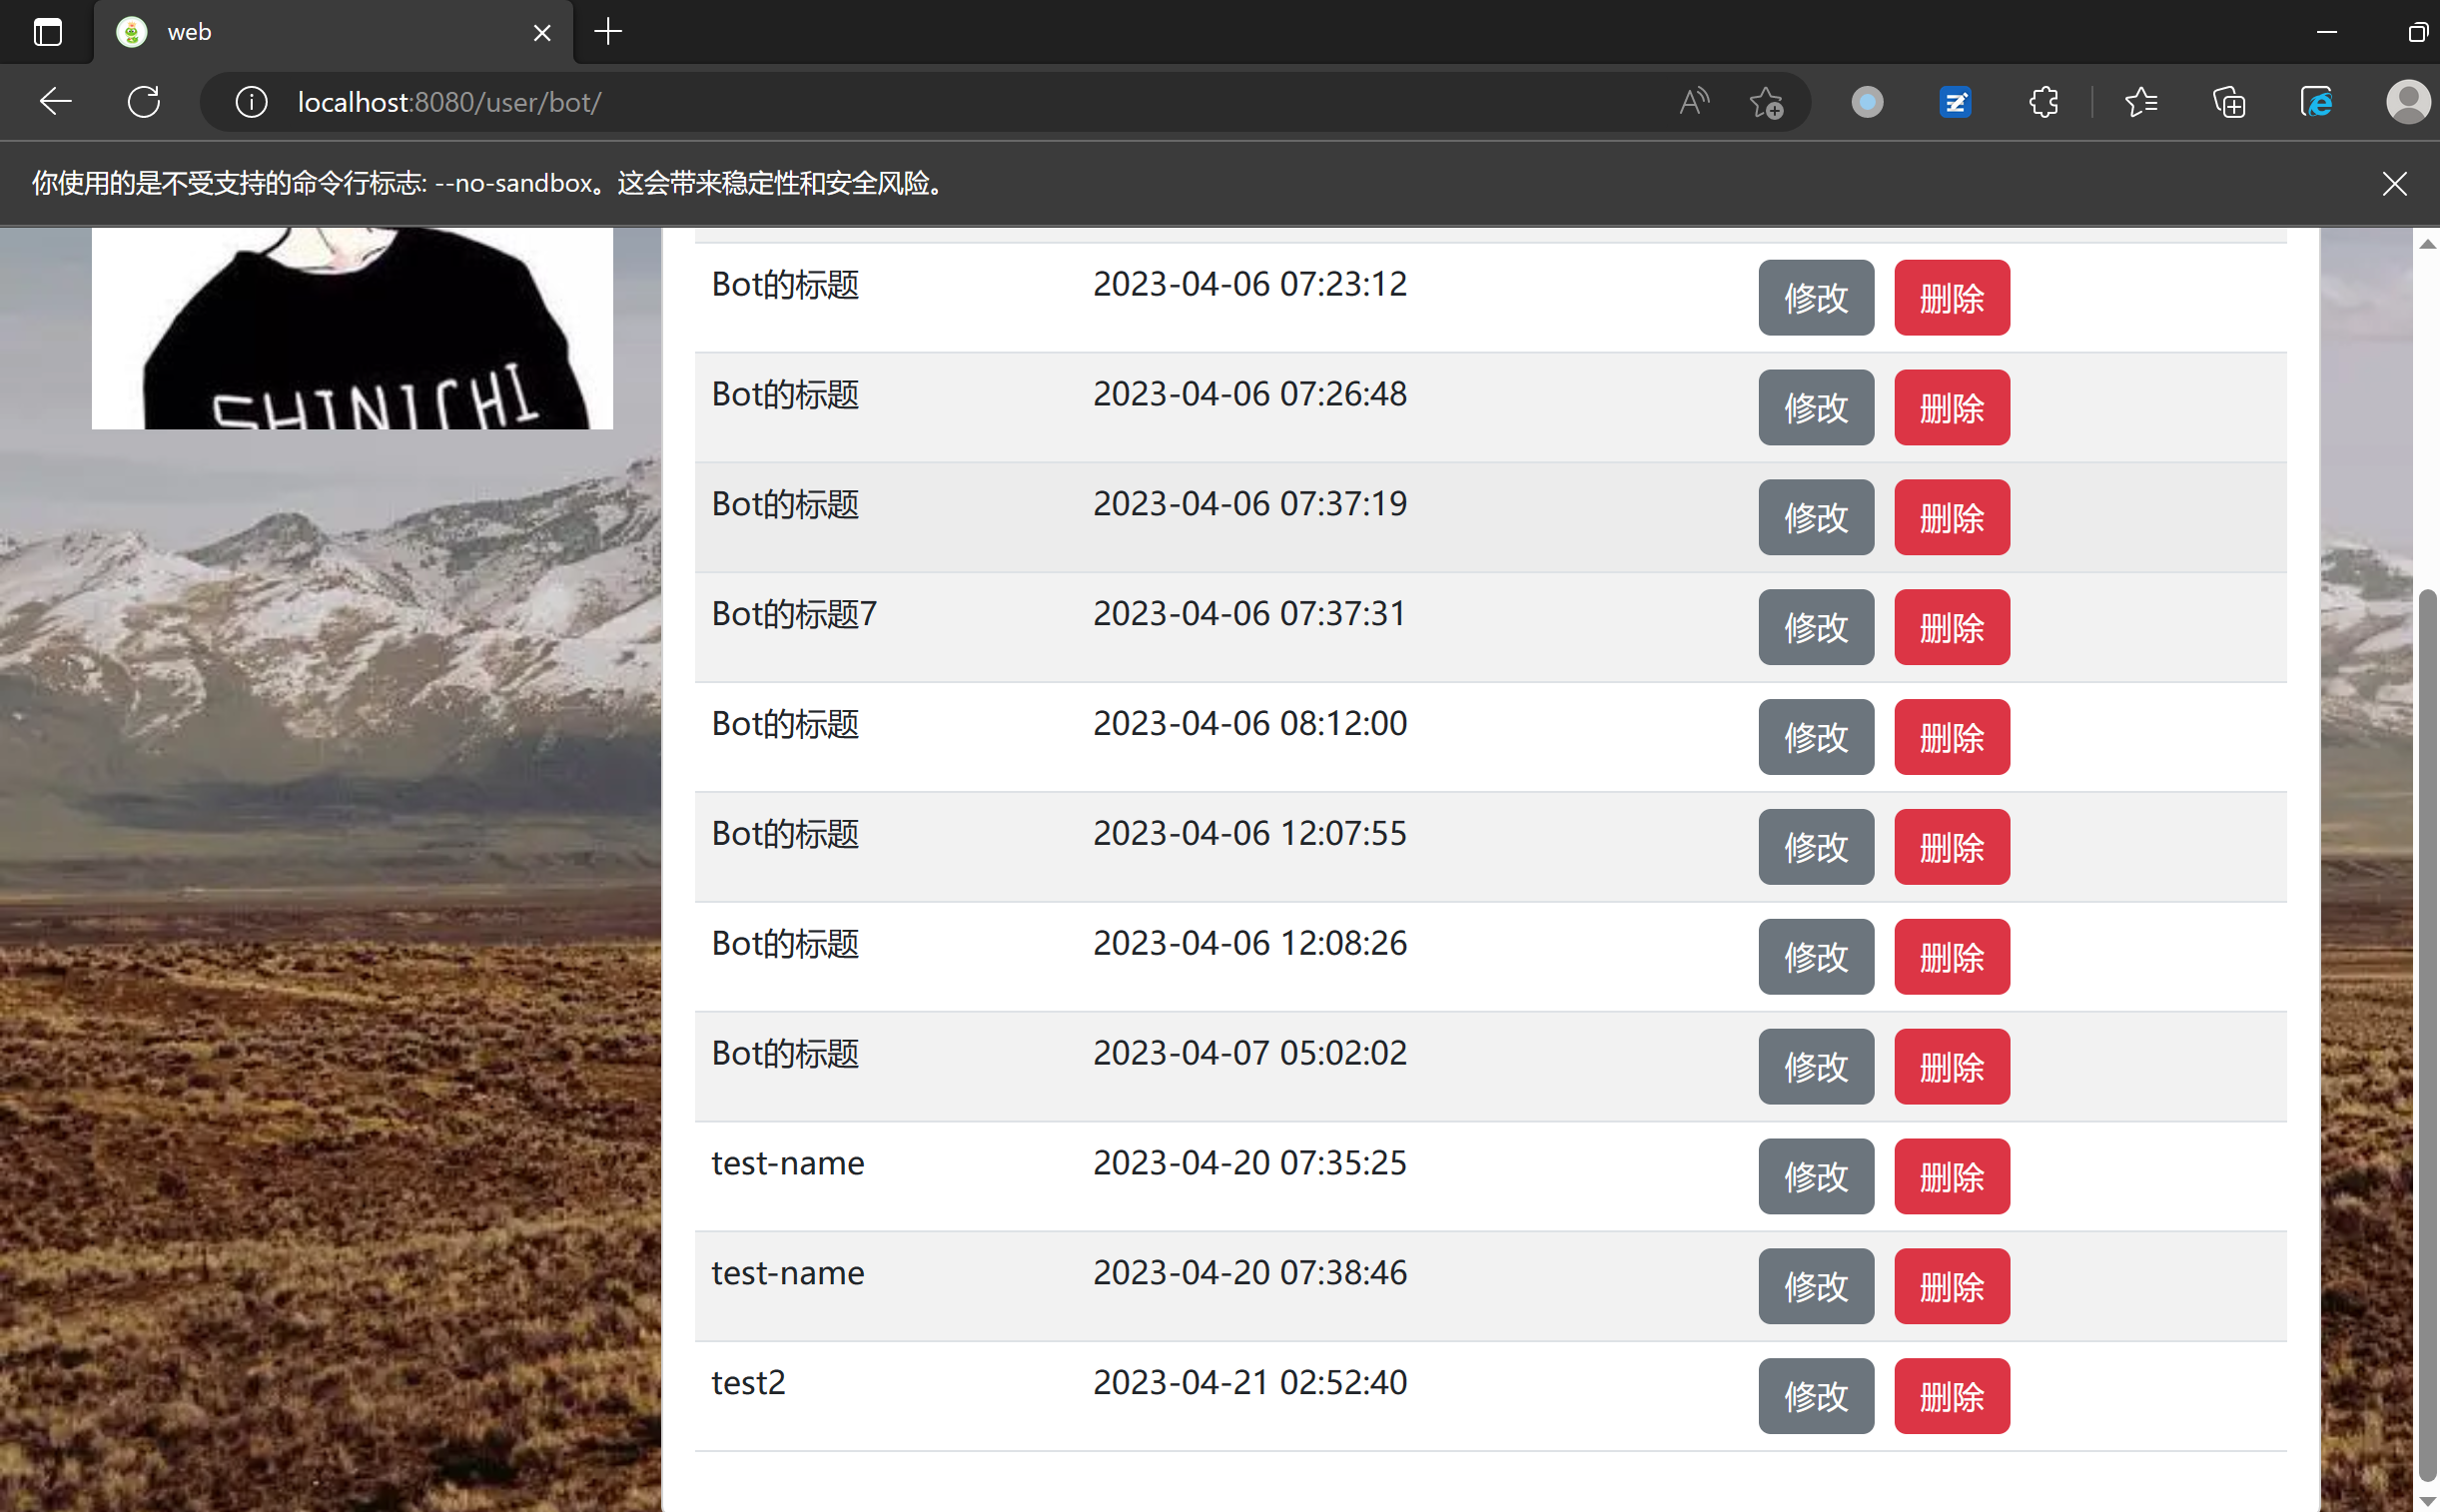 web
localhost:8080/user/bot/
你使用的是不受支持的命令行标志: --no-sandbox。这会带来稳定性和安全风险。
SHINICHI
Bot的标题 2023-04-06 07:23:12 修改 删除
Bot的标题 2023-04-06 07:26:48 修改 删除
Bot的标题 2023-04-06 07:37:19 修改 删除
Bot的标题7 2023-04-06 07:37:31 修改 删除
Bot的标题 2023-04-06 08:12:00 修改 删除
Bot的标题 2023-04-06 12:07:55 修改 删除
Bot的标题 2023-04-06 12:08:26 修改 删除
Bot的标题 2023-04-07 05:02:02 修改 删除
test-name 2023-04-20 07:35:25 修改 删除
test-name 2023-04-20 07:38:46 修改 删除
test2 2023-04-21 02:52:40 修改 删除